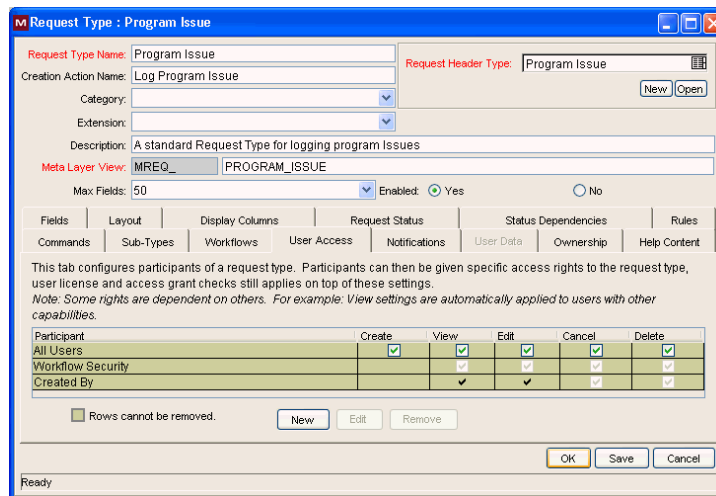 M Request Type : Program Issue
Request Type Name: Program Issue
Request Header Type: Program Issue
Creation Action Name: Log Program Issue
New Open
Category:
Extension:
Description: A standard Request Type for logging program Issues
Meta Layer View: MREQ_ PROGRAM_ISSUE
Max Fields: 50 Enabled: Yes No
Fields Layout Display Columns Request Status Status Dependencies Rules
Commands Sub-Types Workflows User Access Notifications User Data Ownership Help Content
This tab configures participants of a request type. Participants can then be given specific access rights to the request type,
user license and access grant checks still applies on top of these settings.
Note: Some rights are dependent on others. For example: View settings are automatically applied to users with other
capabilities.
Participant Create View Edit Cancel Delete
All Users
Workflow Security
Created By
Rows cannot be removed. New Edit Remove
OK Save Cancel
Ready